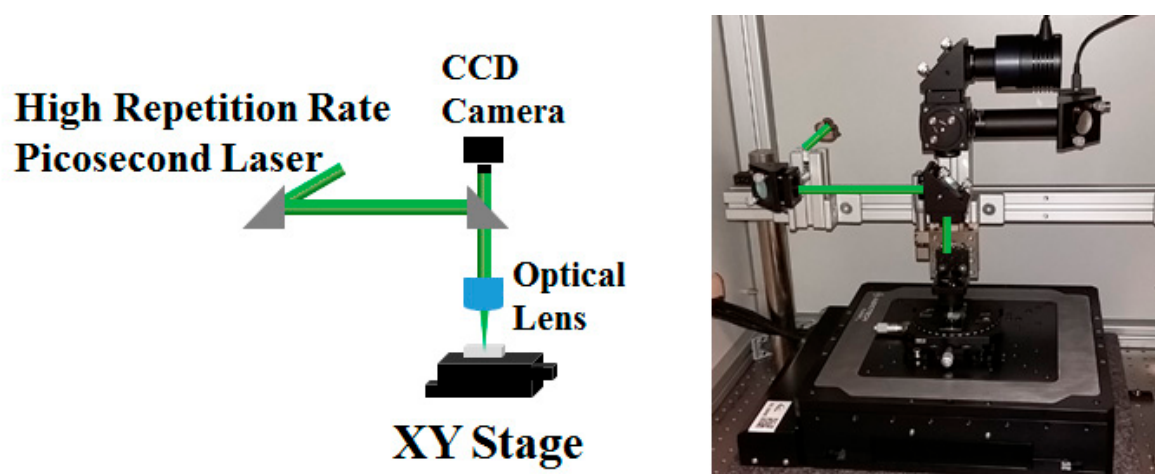 High Repetition Rate
Picosecond Laser
CCD
Camera
Optical
Lens
XY Stage